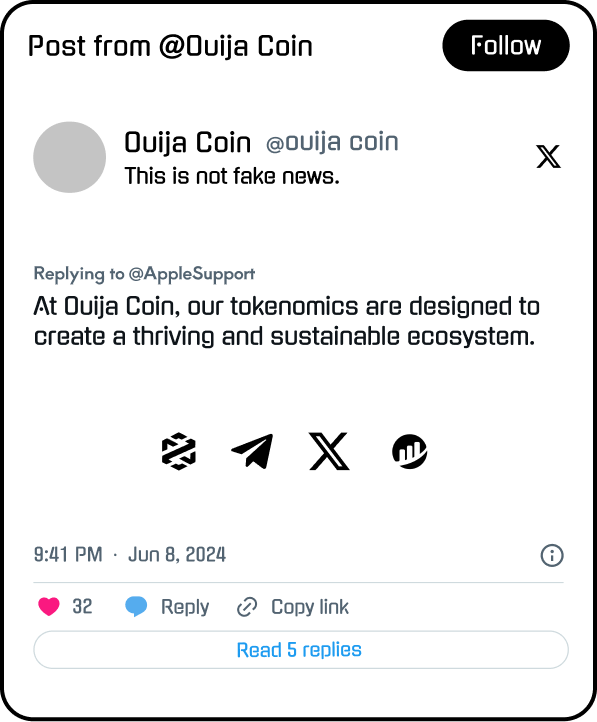 Post from @Ouija Coin
Follow
Ouija Coin @ouija coin
This is not fake news.
Replying to @AppleSupport
At Ouija Coin, our tokenomics are designed to
create a thriving and sustainable ecosystem.
9:41 PM · Jun 8, 2024
32 Reply Copy link
Read 5 replies